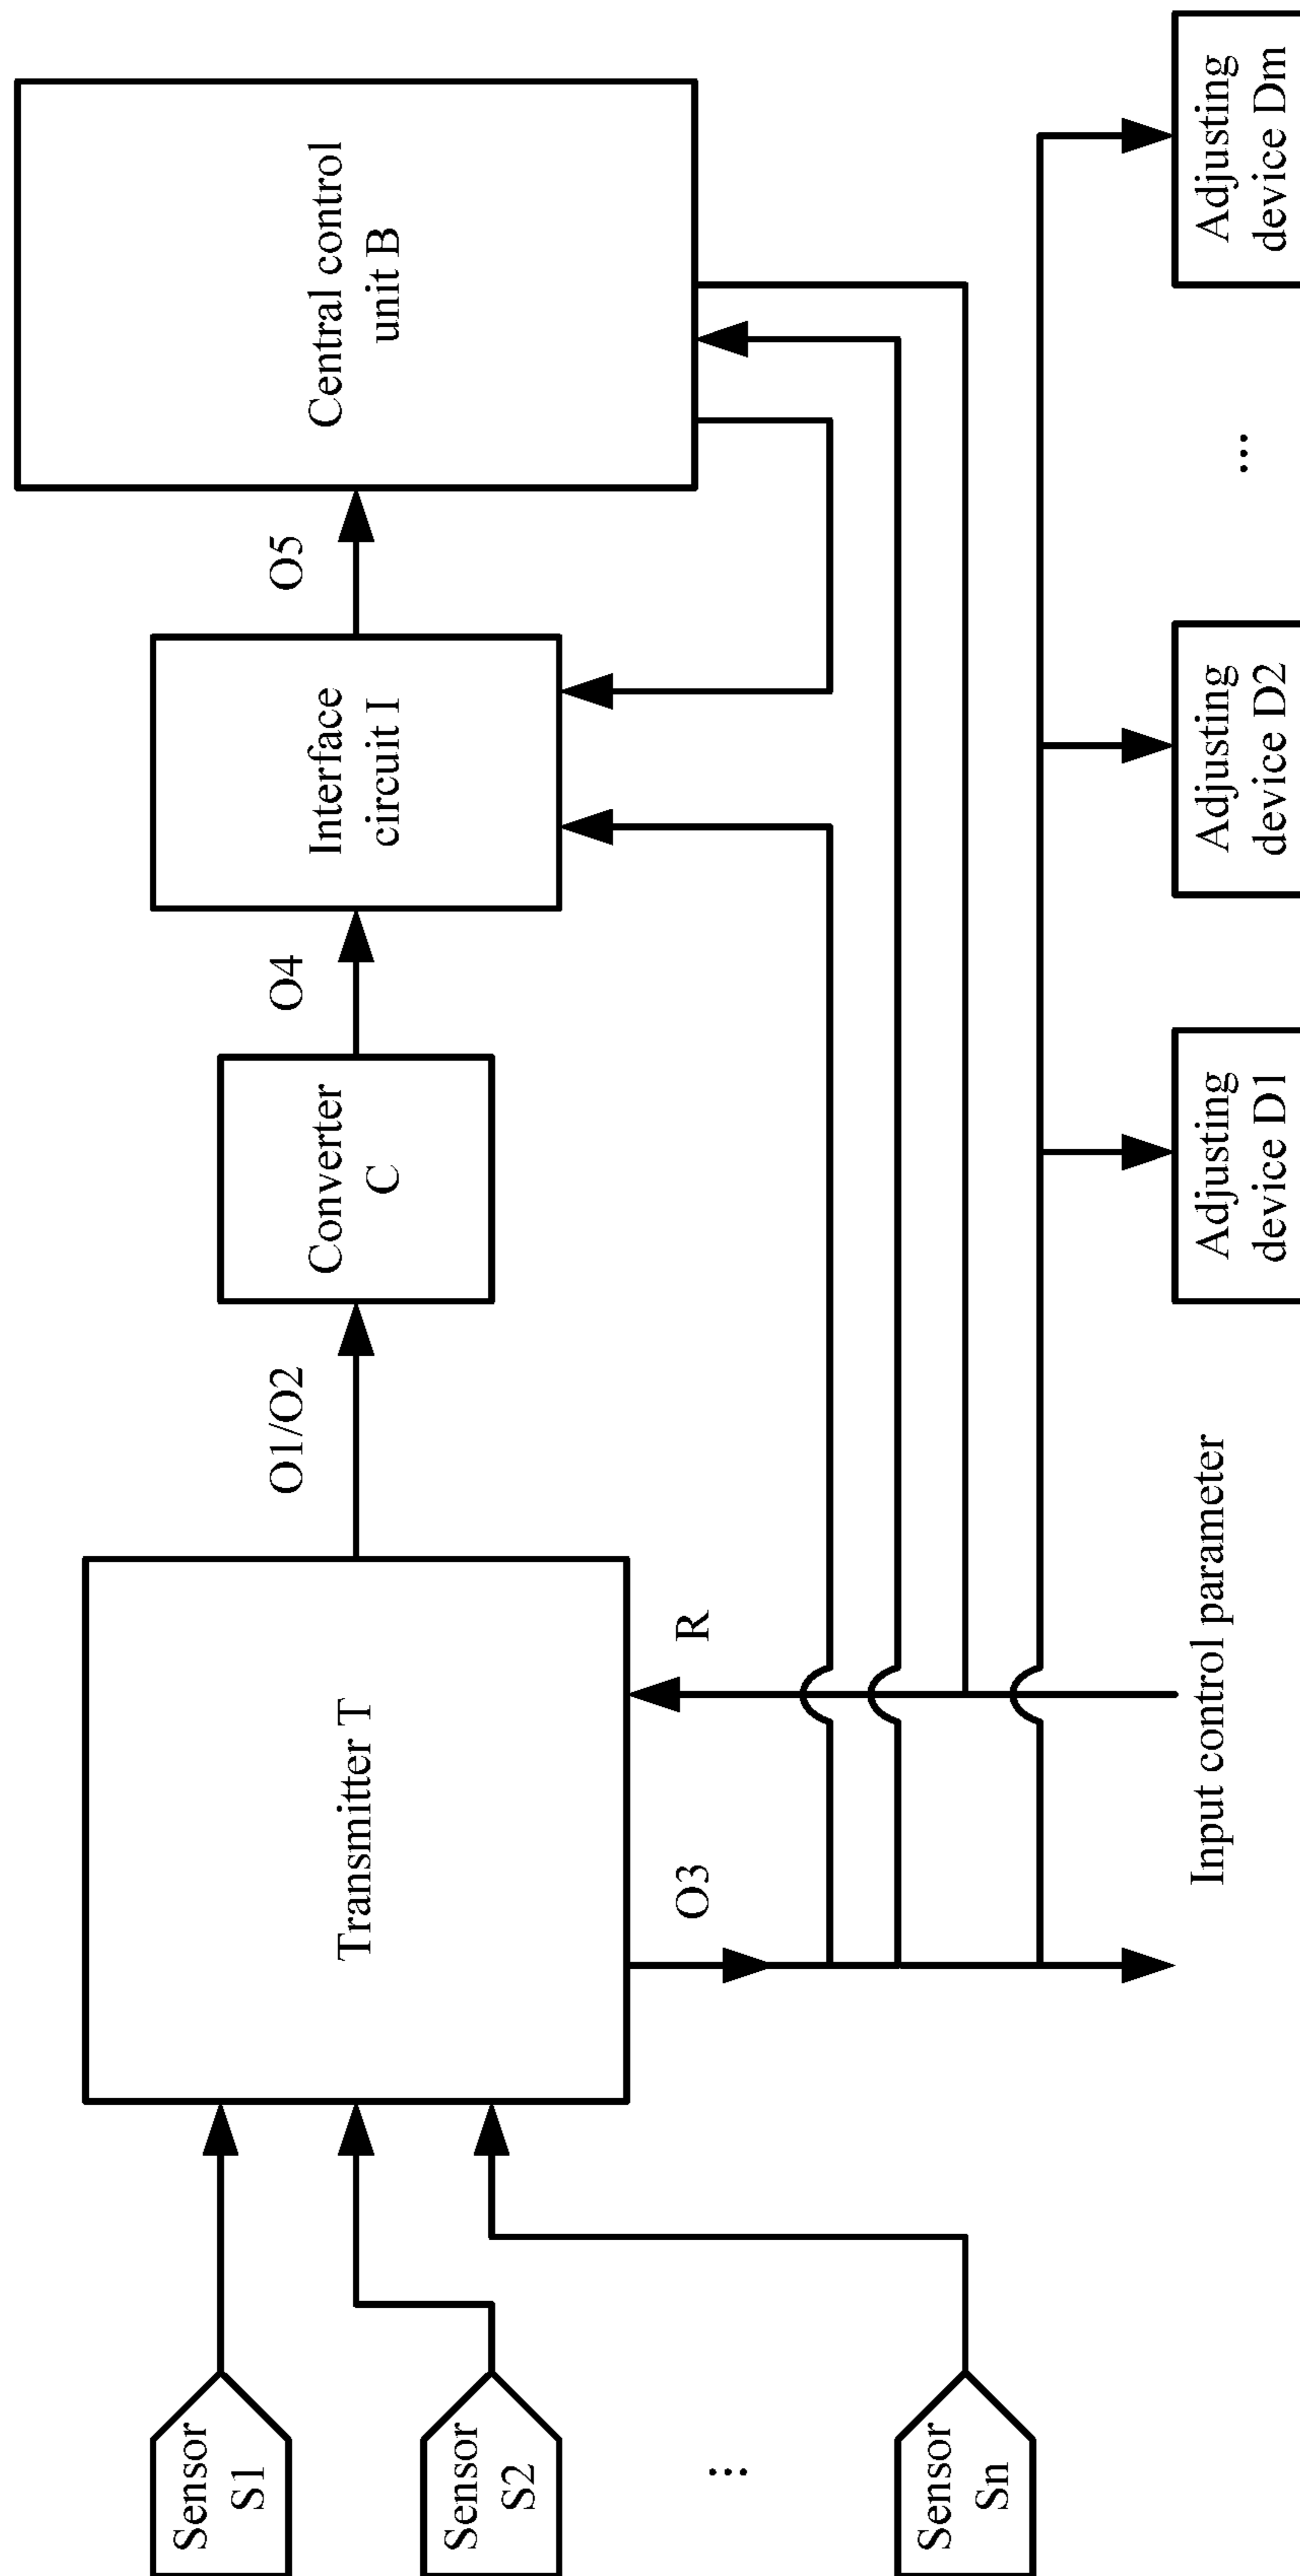 Sensor
S1
Sensor
S2
...
Sensor
Sn
Transmitter T
O3
R
Input control parameter
O1/O2
Converter
C
O4
Interface
circuit I
O5
Central control
unit B
Adjusting
device D1
Adjusting
device D2
...
Adjusting
device Dm